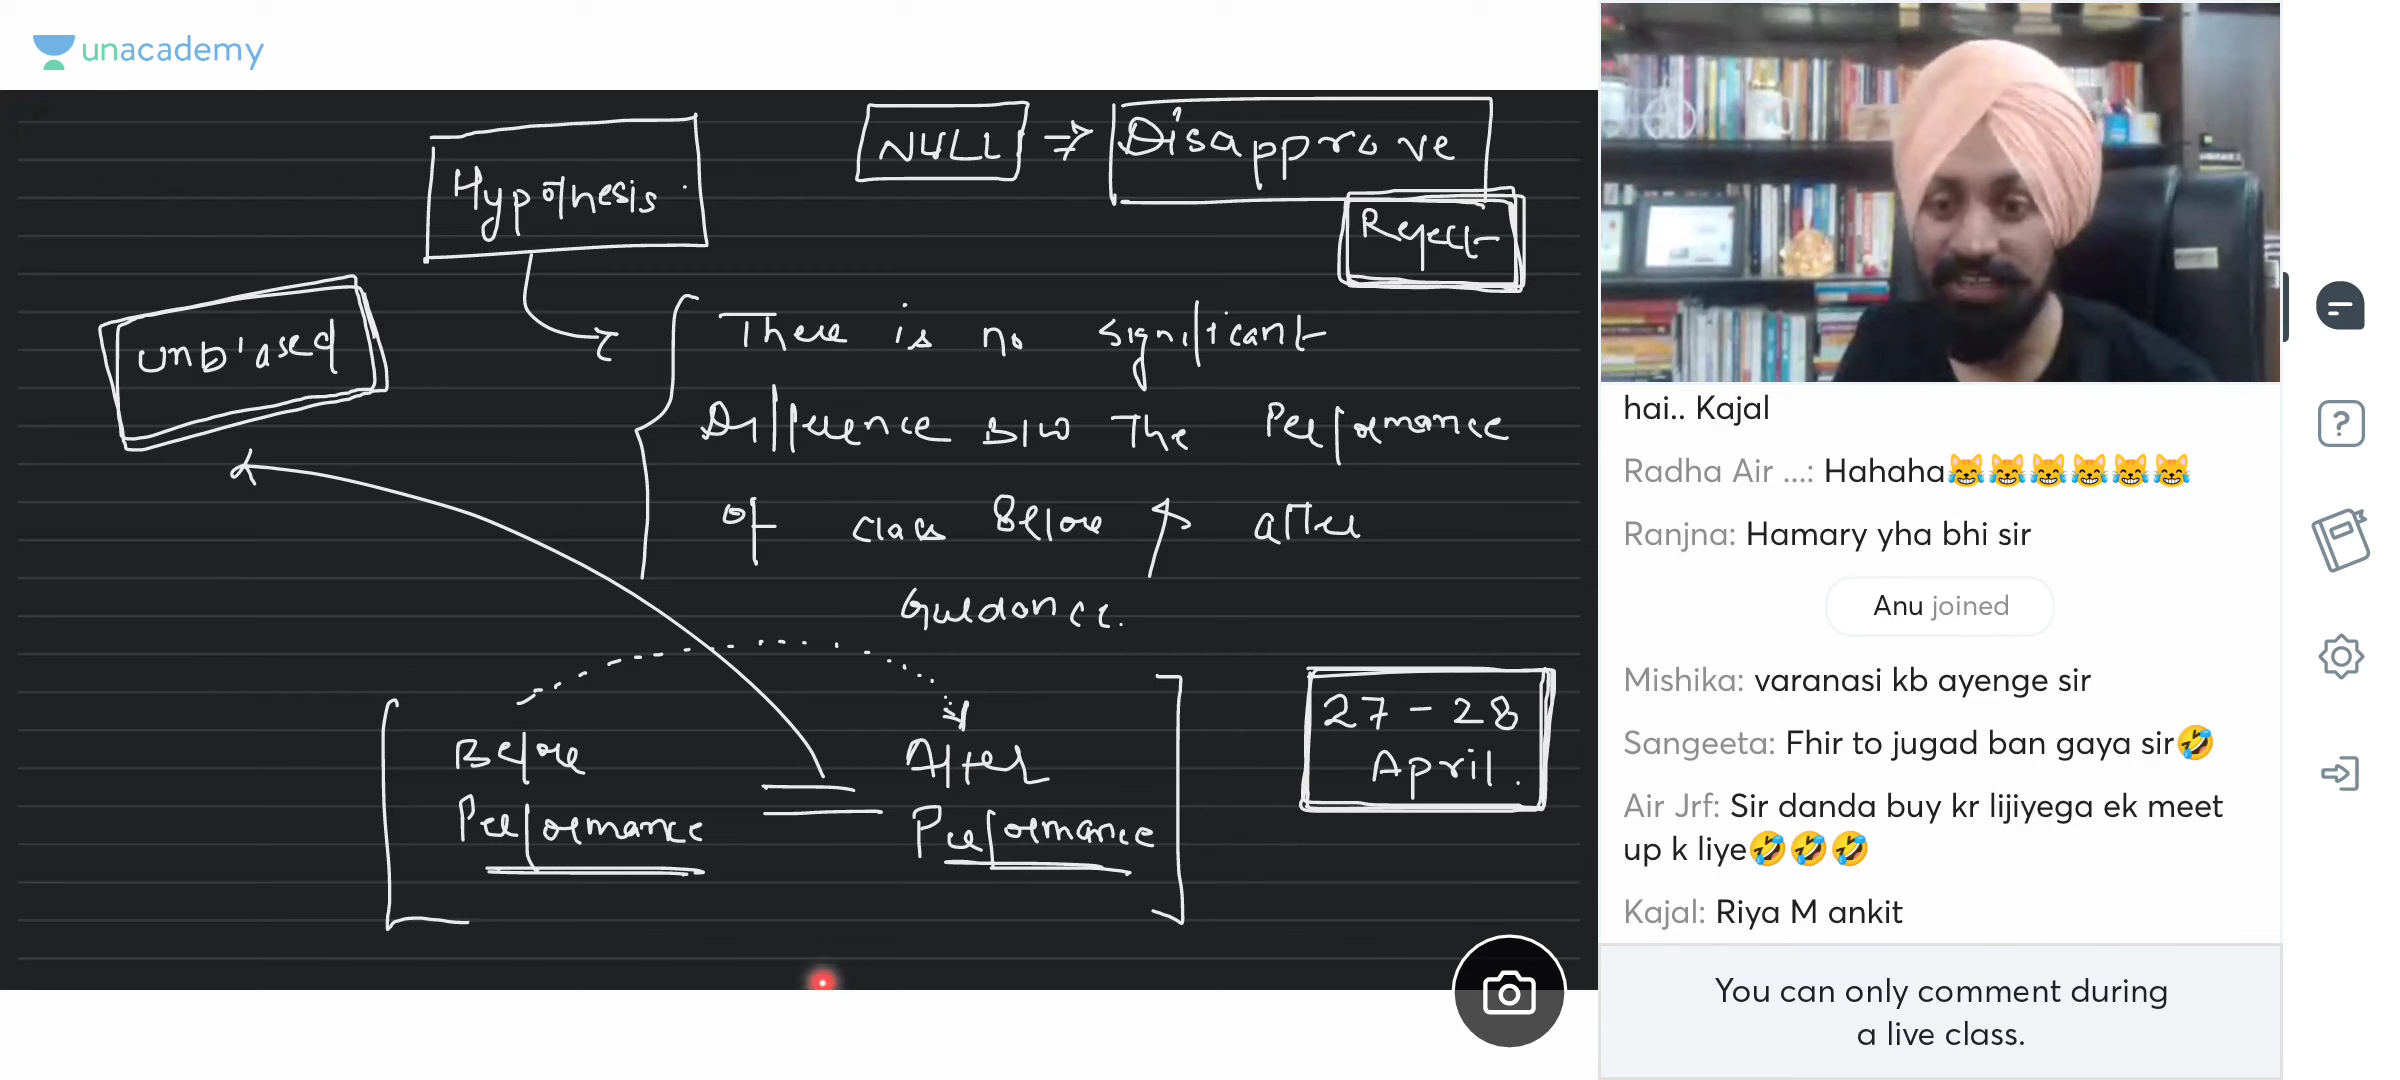 unacademy
NULL ⇒ Disapprove
Hypothesis
Reject
unbiased
There is no significant
Difference B/W The Performance
of class Before & after
Guidance.
Before
Performance
=
After
Performance
27 - 28
April.
hai.. Kajal
Radha Air ...: Hahaha😹😹😹😹😹😹
Ranjna: Hamary yha bhi sir
Anu joined
Mishika: varanasi kb ayenge sir
Sangeeta: Fhir to jugad ban gaya sir🤣
Air Jrf: Sir danda buy kr lijiyega ek meet
up k liye🤣🤣🤣
Kajal: Riya M ankit
You can only comment during
a live class.